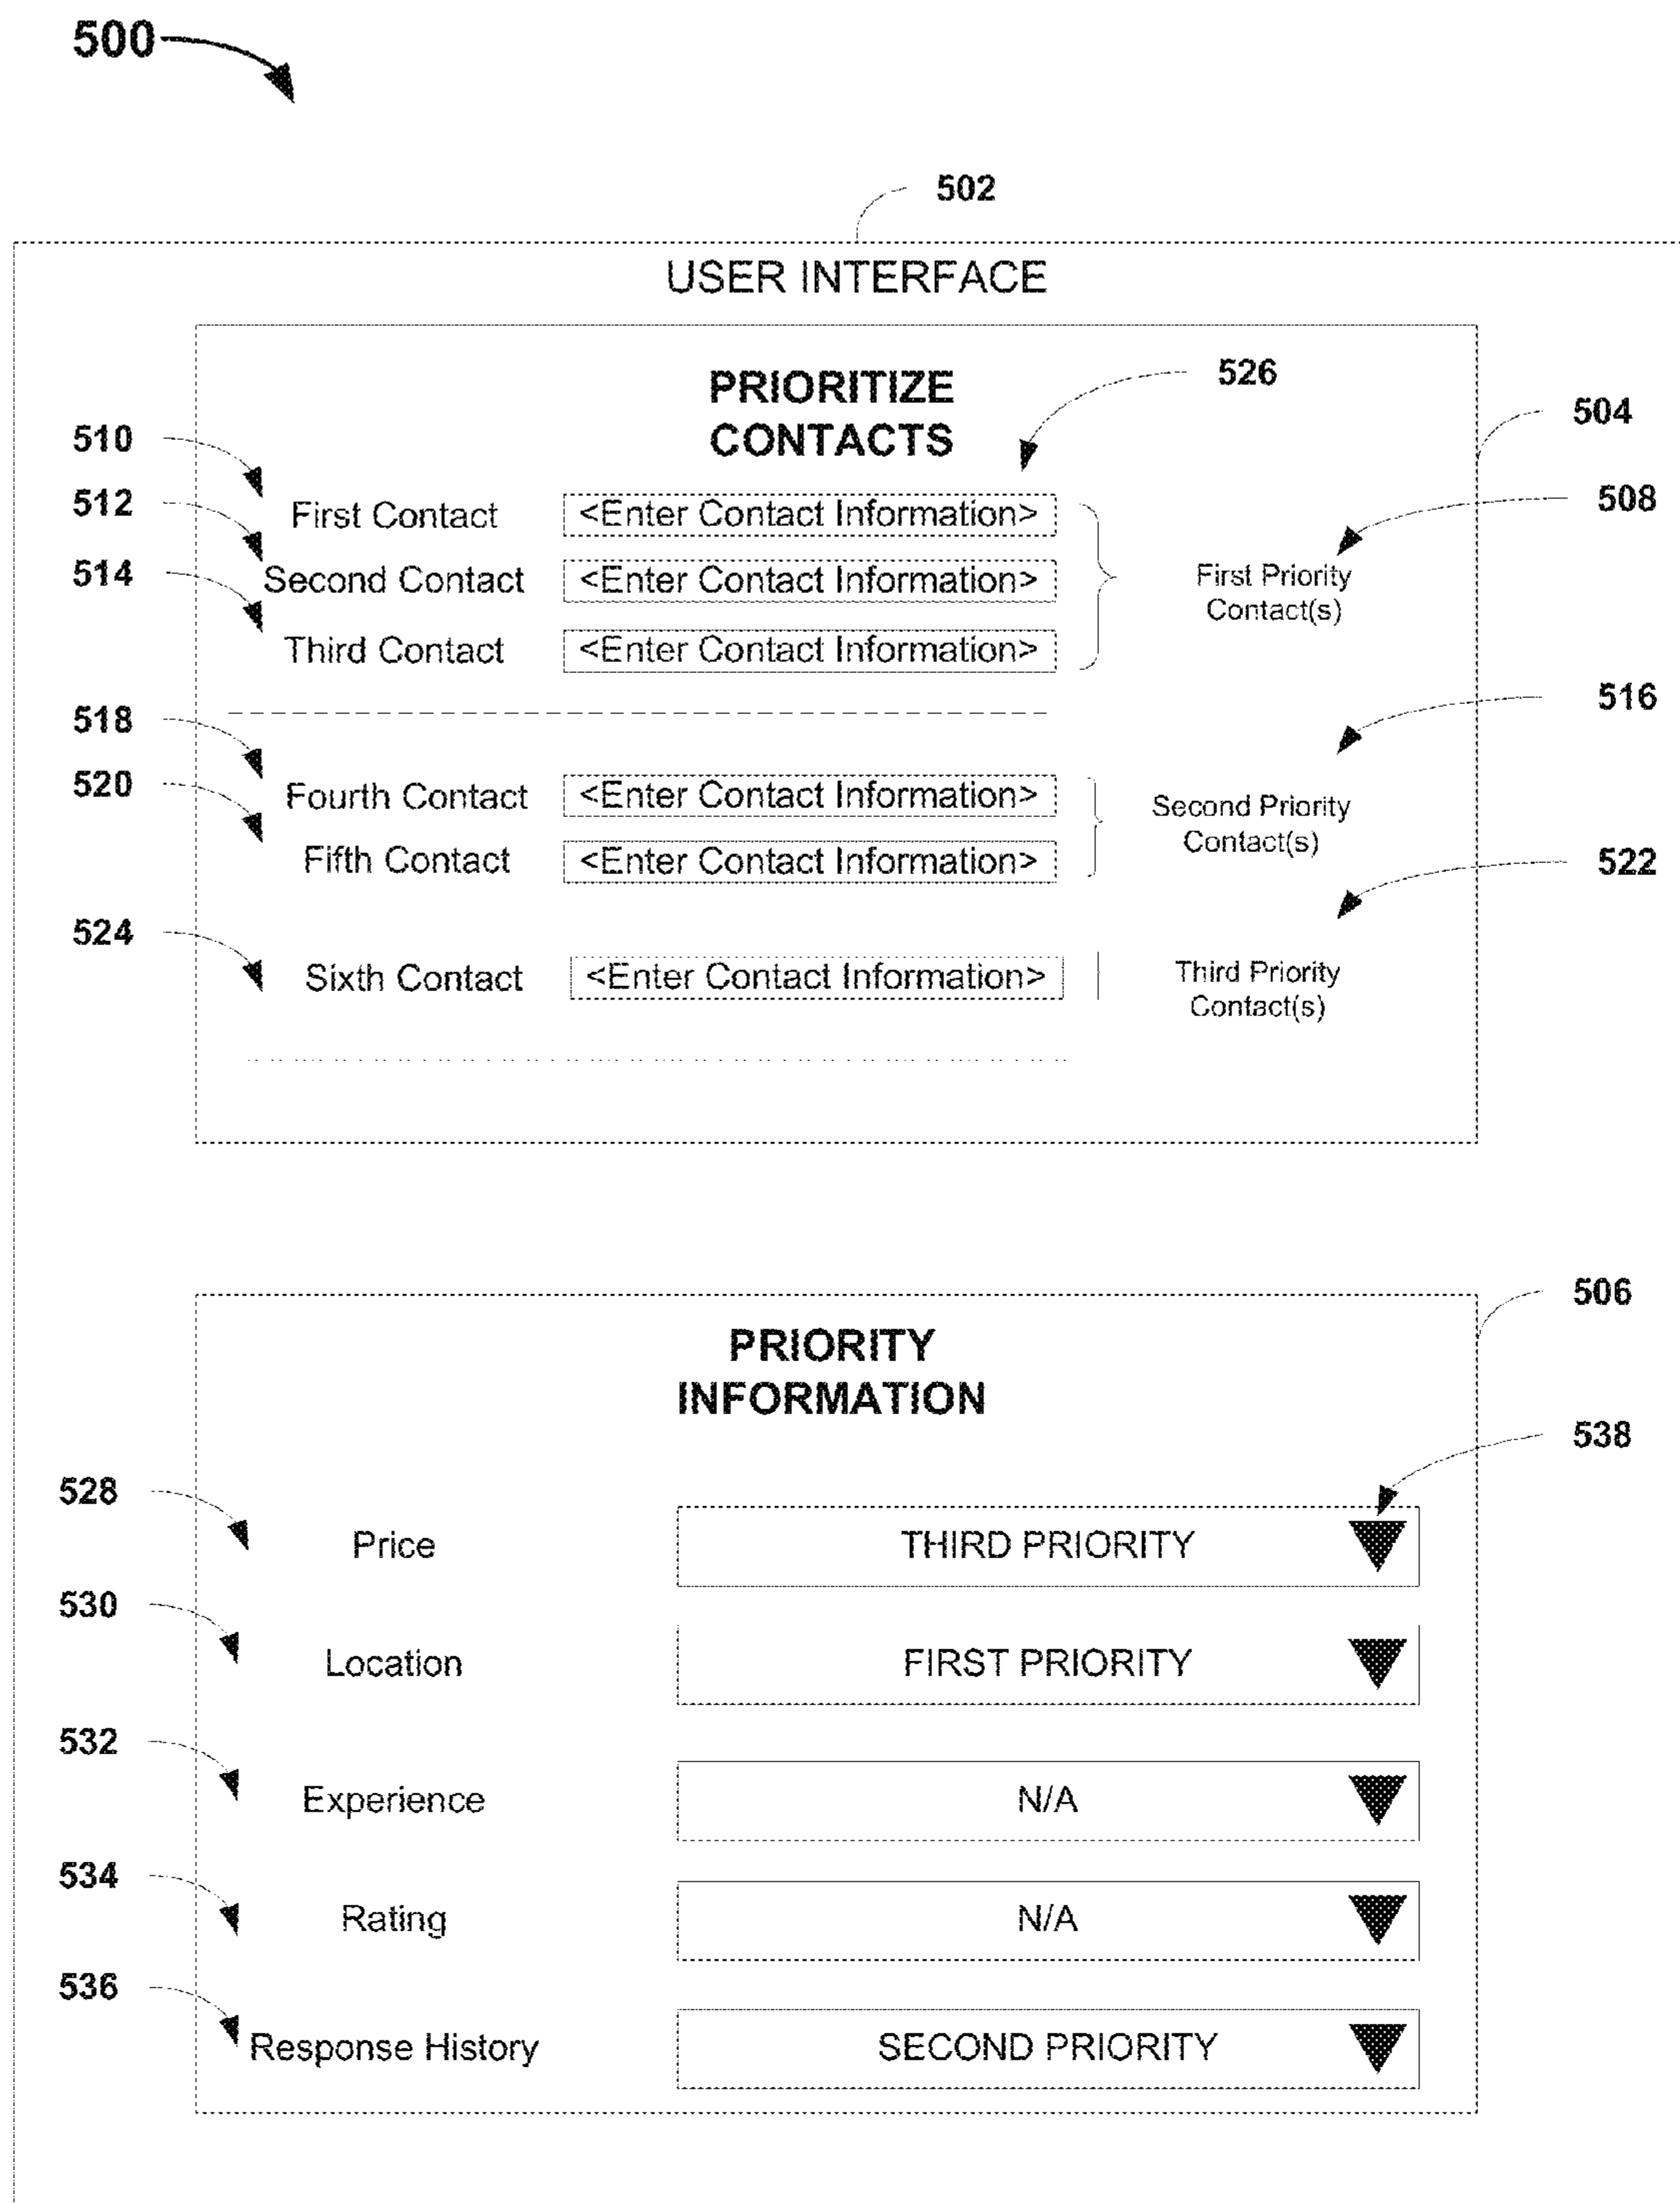 500
502
USER INTERFACE
PRIORITIZE
CONTACTS
526
504
510
First Contact <Enter Contact Information>
508
512
Second Contact <Enter Contact Information>
First Priority
Contact(s)
514
Third Contact <Enter Contact Information>
516
518
Fourth Contact <Enter Contact Information>
Second Priority
Contact(s)
520
Fifth Contact <Enter Contact Information>
522
524
Sixth Contact <Enter Contact Information>
Third Priority
Contact(s)
506
PRIORITY
INFORMATION
538
528
Price THIRD PRIORITY
530
Location FIRST PRIORITY
532
Experience N/A
534
Rating N/A
536
Response History SECOND PRIORITY